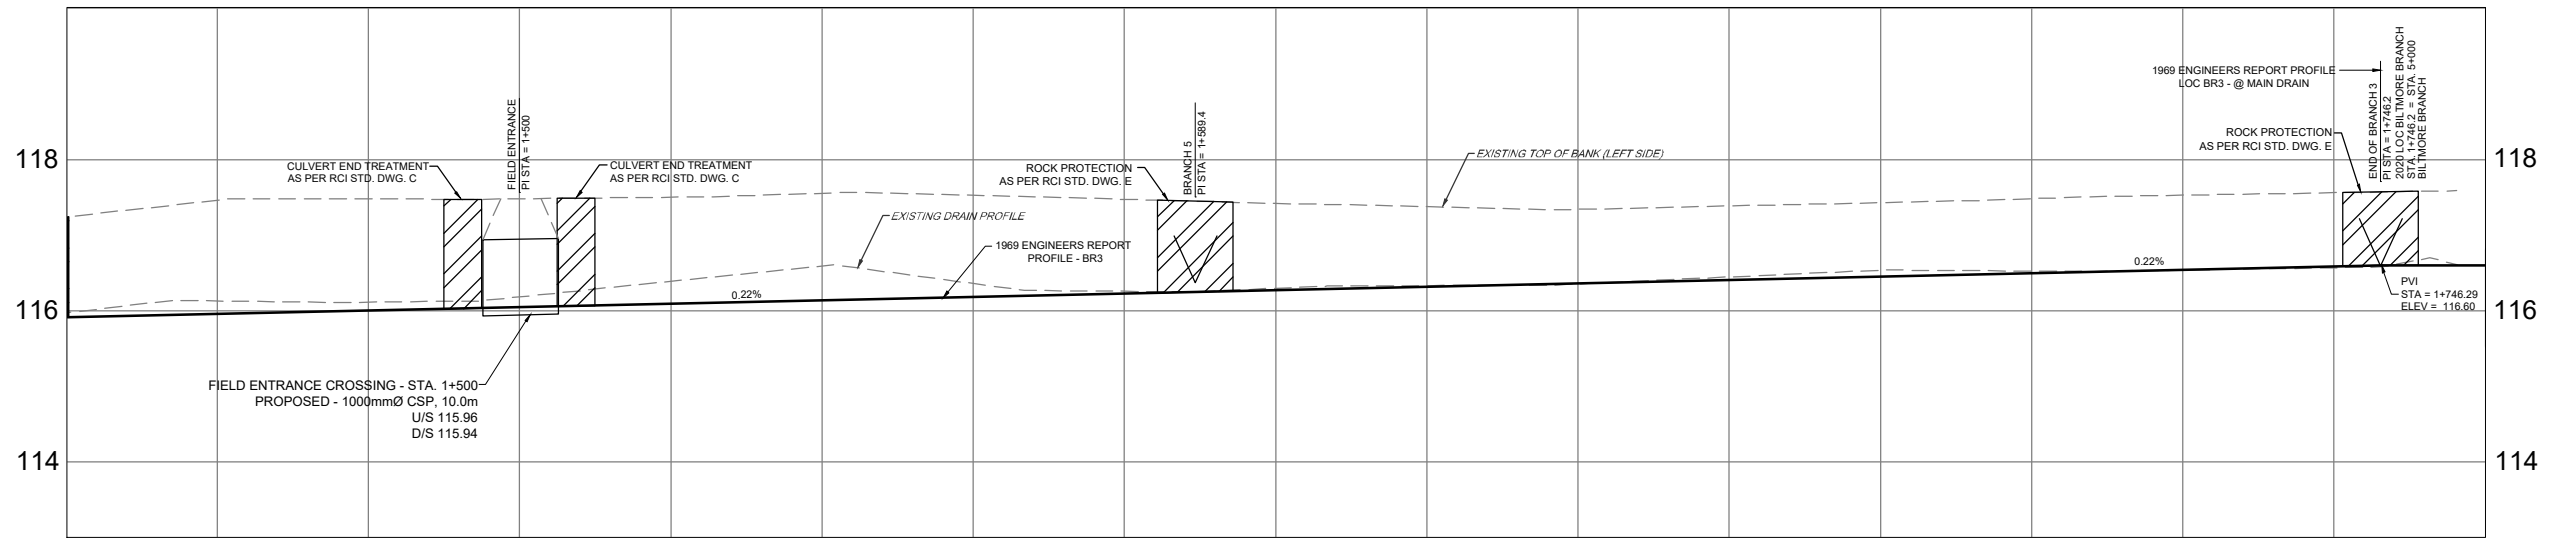 118
116
114
CULVERT END TREATMENT
AS PER RCI STD. DWG. C
FIELD ENTRANCE
PI STA = 1+500
CULVERT END TREATMENT
AS PER RCI STD. DWG. C
EXISTING DRAIN PROFILE
1969 ENGINEERS REPORT
PROFILE - BR3
0.22%
FIELD ENTRANCE CROSSING - STA. 1+500
PROPOSED - 1000mmØ CSP, 10.0m
U/S 115.96
D/S 115.94
ROCK PROTECTION
AS PER RCI STD. DWG. E
BRANCH 5
PI STA = 1+589.4
EXISTING TOP OF BANK (LEFT SIDE)
1969 ENGINEERS REPORT PROFILE
LOC BR3 - @ MAIN DRAIN
ROCK PROTECTION
AS PER RCI STD. DWG. E
END OF BRANCH 3
PI STA = 1+746.2
2020 LOC BILTMORE BRANCH
STA. 1+746.2 = STA. 5+000
BILTMORE BRANCH
0.22%
PVI
STA = 1+746.29
ELEV = 116.60
118
116
114